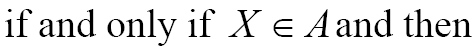 if and only if X ∈ A and then